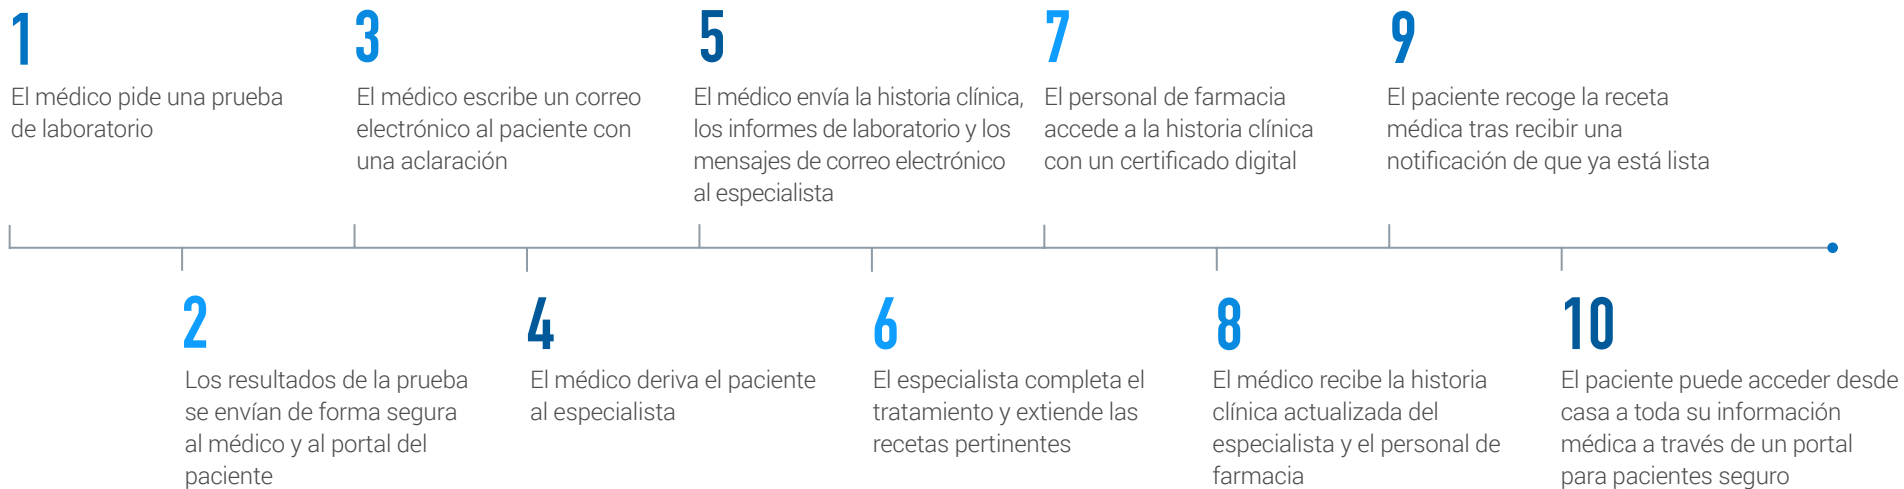 1
El médico pide una prueba
de laboratorio
2
Los resultados de la prueba
se envían de forma segura
al médico y al portal del
paciente
3
El médico escribe un correo
electrónico al paciente con
una aclaración
4
El médico deriva el paciente
al especialista
5
El médico envía la historia clínica,
los informes de laboratorio y los
mensajes de correo electrónico
al especialista
6
El especialista completa el
tratamiento y extiende las
recetas pertinentes
7
El personal de farmacia
accede a la historia clínica
con un certificado digital
8
El médico recibe la historia
clínica actualizada del
especialista y el personal de
farmacia
9
El paciente recoge la receta
médica tras recibir una
notificación de que ya está lista
10
El paciente puede acceder desde
casa a toda su información
médica a través de un portal
para pacientes seguro